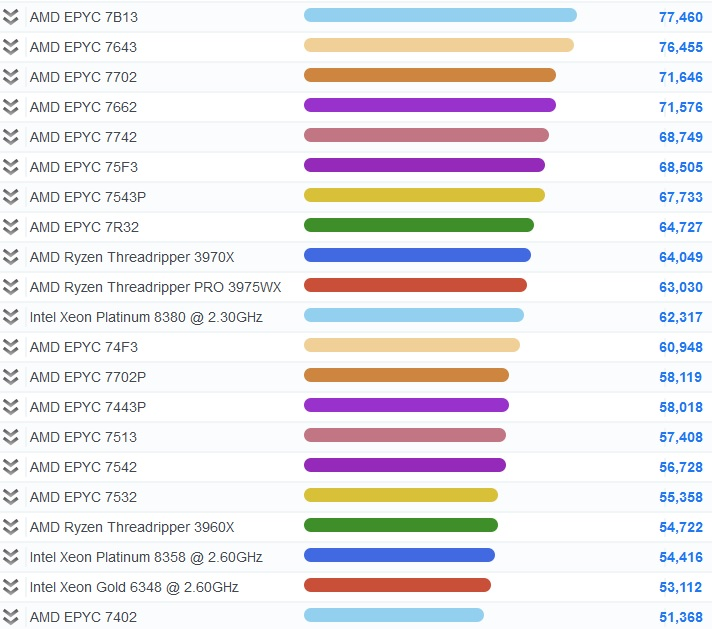 AMD EPYC 7B13 77,460
AMD EPYC 7643 76,455
AMD EPYC 7702 71,646
AMD EPYC 7662 71,576
AMD EPYC 7742 68,749
AMD EPYC 75F3 68,505
AMD EPYC 7543P 67,733
AMD EPYC 7R32 64,727
AMD Ryzen Threadripper 3970X 64,049
AMD Ryzen Threadripper PRO 3975WX 63,030
Intel Xeon Platinum 8380 @ 2.30GHz 62,317
AMD EPYC 74F3 60,948
AMD EPYC 7702P 58,119
AMD EPYC 7443P 58,018
AMD EPYC 7513 57,408
AMD EPYC 7542 56,728
AMD EPYC 7532 55,358
AMD Ryzen Threadripper 3960X 54,722
Intel Xeon Platinum 8358 @ 2.60GHz 54,416
Intel Xeon Gold 6348 @ 2.60GHz 53,112
AMD EPYC 7402 51,368